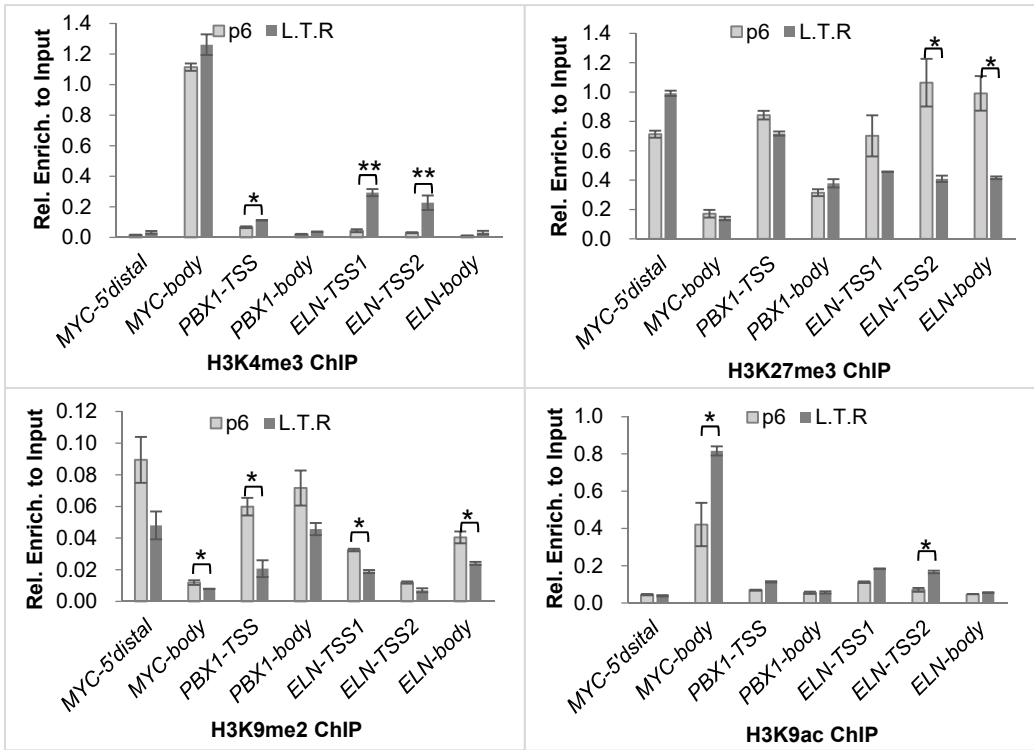 Rel. Enrich. to Input
1.4
1.2
1.0
0.8
0.6
0.4
0.2
0.0
p6 L.T.R
*
**
**
MYC-5'distal
MYC-body
PBX1-TSS
PBX1-body
ELN-TSS1
ELN-TSS2
ELN-body
H3K4me3 ChIP
Rel. Enrich. to Input
1.4
1.2
1.0
0.8
0.6
0.4
0.2
0.0
p6 L.T.R
*
*
MYC-5'distal
MYC-body
PBX1-TSS
PBX1-body
ELN-TSS1
ELN-TSS2
ELN-body
H3K27me3 ChIP
Rel. Enrich. to Input
0.12
0.10
0.08
0.06
0.04
0.02
0.00
p6 L.T.R
*
*
*
*
MYC-5'distal
MYC-body
PBX1-TSS
PBX1-body
ELN-TSS1
ELN-TSS2
ELN-body
H3K9me2 ChIP
Rel. Enrich. to Input
1.0
0.8
0.6
0.4
0.2
0.0
p6 L.T.R
*
*
MYC-5'dsital
MYC-body
PBX1-TSS
PBX1-body
ELN-TSS1
ELN-TSS2
ELN-body
H3K9ac ChIP